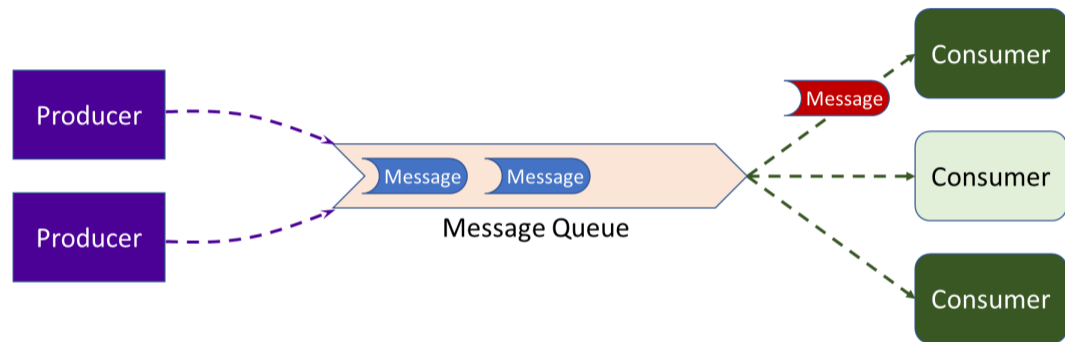 Producer
Producer
Message
Message
Message Queue
Message
Consumer
Consumer
Consumer